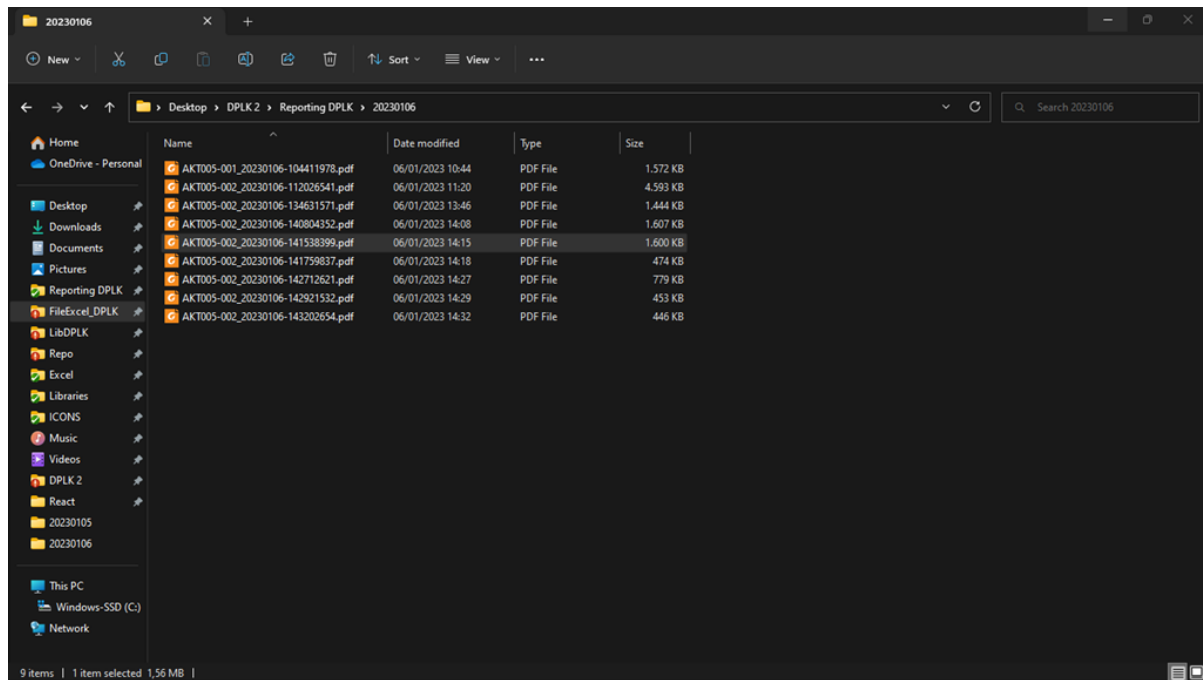 20230106
New Sort View
Desktop > DPLK 2 > Reporting DPLK > 20230106 Search 20230106
Home
OneDrive - Personal
Desktop
Downloads
Documents
Pictures
Reporting DPLK
FileExcel_DPLK
LibDPLK
Repo
Excel
Libraries
ICONS
Music
Videos
DPLK 2
React
20230105
20230106
This PC
Windows-SSD (C:)
Network
Name Date modified Type Size
AKT005-001_20230106-104411978.pdf 06/01/2023 10:44 PDF File 1.572 KB
AKT005-002_20230106-112026541.pdf 06/01/2023 11:20 PDF File 4.593 KB
AKT005-002_20230106-134631571.pdf 06/01/2023 13:46 PDF File 1.444 KB
AKT005-002_20230106-140804352.pdf 06/01/2023 14:08 PDF File 1.607 KB
AKT005-002_20230106-141538399.pdf 06/01/2023 14:15 PDF File 1.600 KB
AKT005-002_20230106-141759837.pdf 06/01/2023 14:18 PDF File 474 KB
AKT005-002_20230106-142712621.pdf 06/01/2023 14:27 PDF File 779 KB
AKT005-002_20230106-142921532.pdf 06/01/2023 14:29 PDF File 453 KB
AKT005-002_20230106-143202654.pdf 06/01/2023 14:32 PDF File 446 KB
9 items | 1 item selected 1,56 MB |